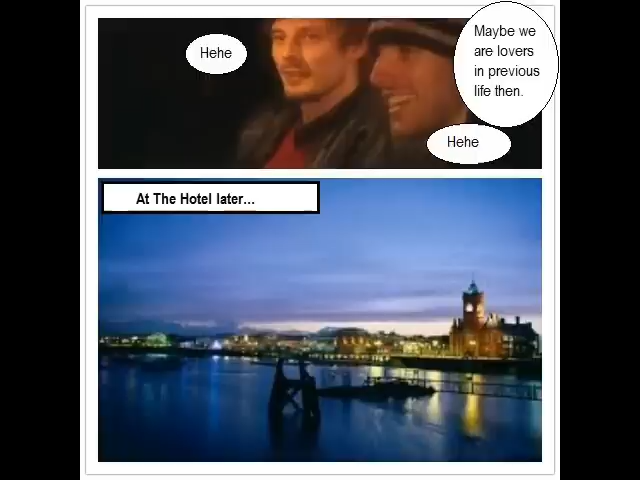 Hehe
Maybe we
are lovers
in previous
life then.
Hehe
At The Hotel later...